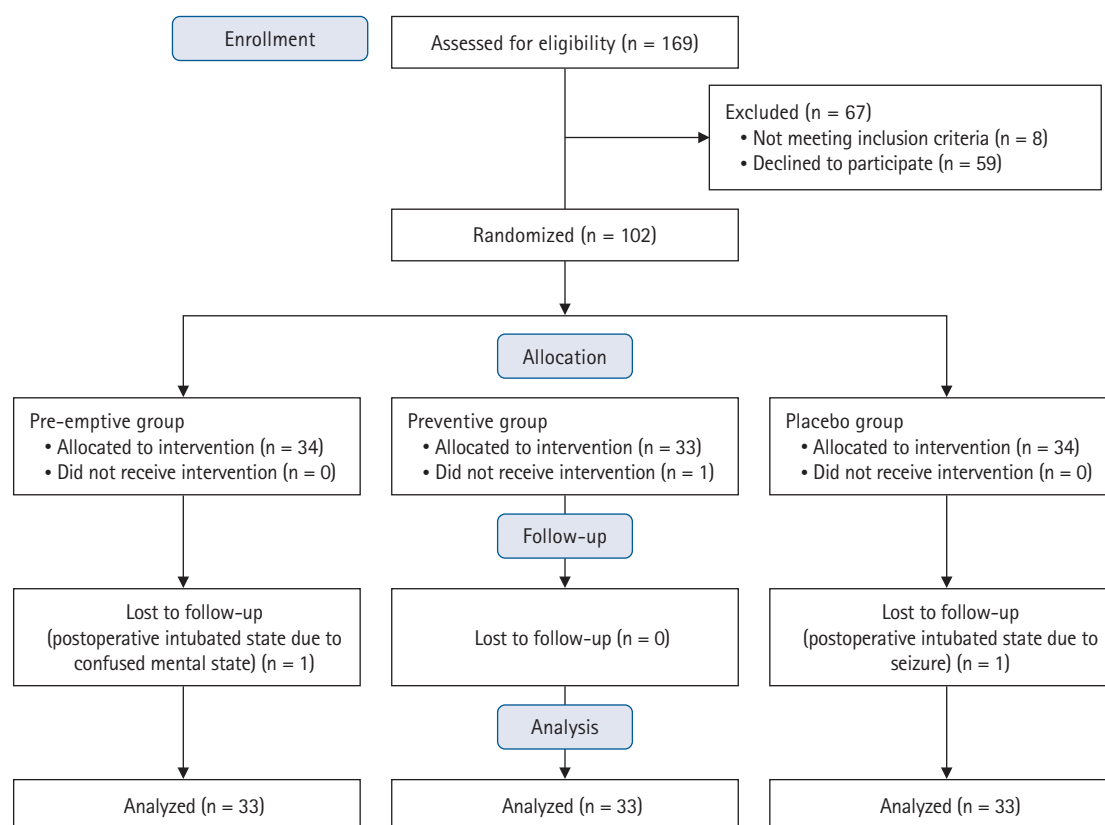 Enrollment
Assessed for eligibility (n = 169)
Excluded (n = 67)
• Not meeting inclusion criteria (n = 8)
• Declined to participate (n = 59)
Randomized (n = 102)
Allocation
Pre-emptive group
• Allocated to intervention (n = 34)
• Did not receive intervention (n = 0)
Preventive group
• Allocated to intervention (n = 33)
• Did not receive intervention (n = 1)
Placebo group
• Allocated to intervention (n = 34)
• Did not receive intervention (n = 0)
Follow-up
Lost to follow-up
(postoperative intubated state due to
confused mental state) (n = 1)
Lost to follow-up (n = 0)
Lost to follow-up
(postoperative intubated state due to
seizure) (n = 1)
Analysis
Analyzed (n = 33)
Analyzed (n = 33)
Analyzed (n = 33)